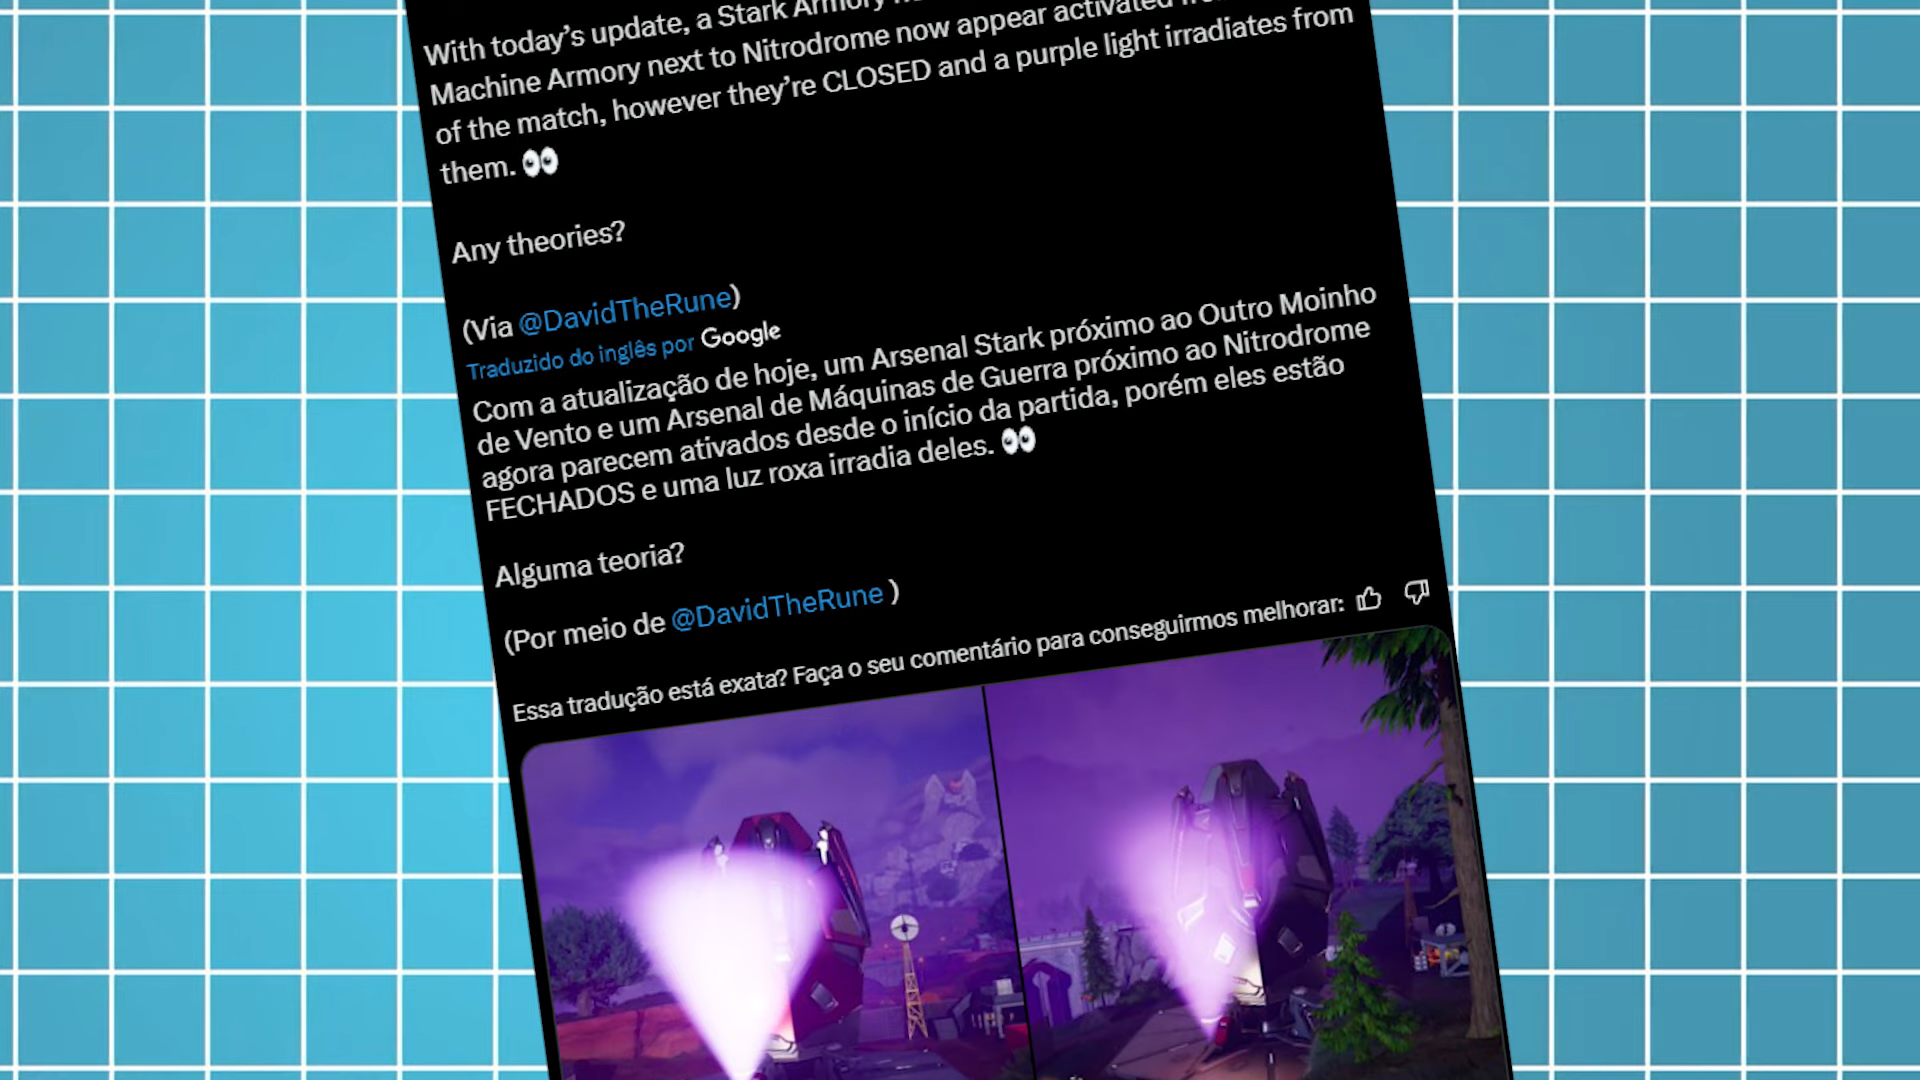 With today's update, a Stark Armory
Machine Armory next to Nitrodrome now appear activated
of the match, however they're CLOSED and a purple light irradiates from
them. 👀
Any theories?
(Via @DavidTheRune)
Traduzido do inglês por Google
Com a atualização de hoje, um Arsenal Stark próximo ao Outro Moinho
de Vento e um Arsenal de Máquinas de Guerra próximo ao Nitrodrome
agora parecem ativados desde o início da partida, porém eles estão
FECHADOS e uma luz roxa irradia deles. 👀
Alguma teoria?
(Por meio de @DavidTheRune )
Essa tradução está exata? Faça o seu comentário para conseguirmos melhorar: